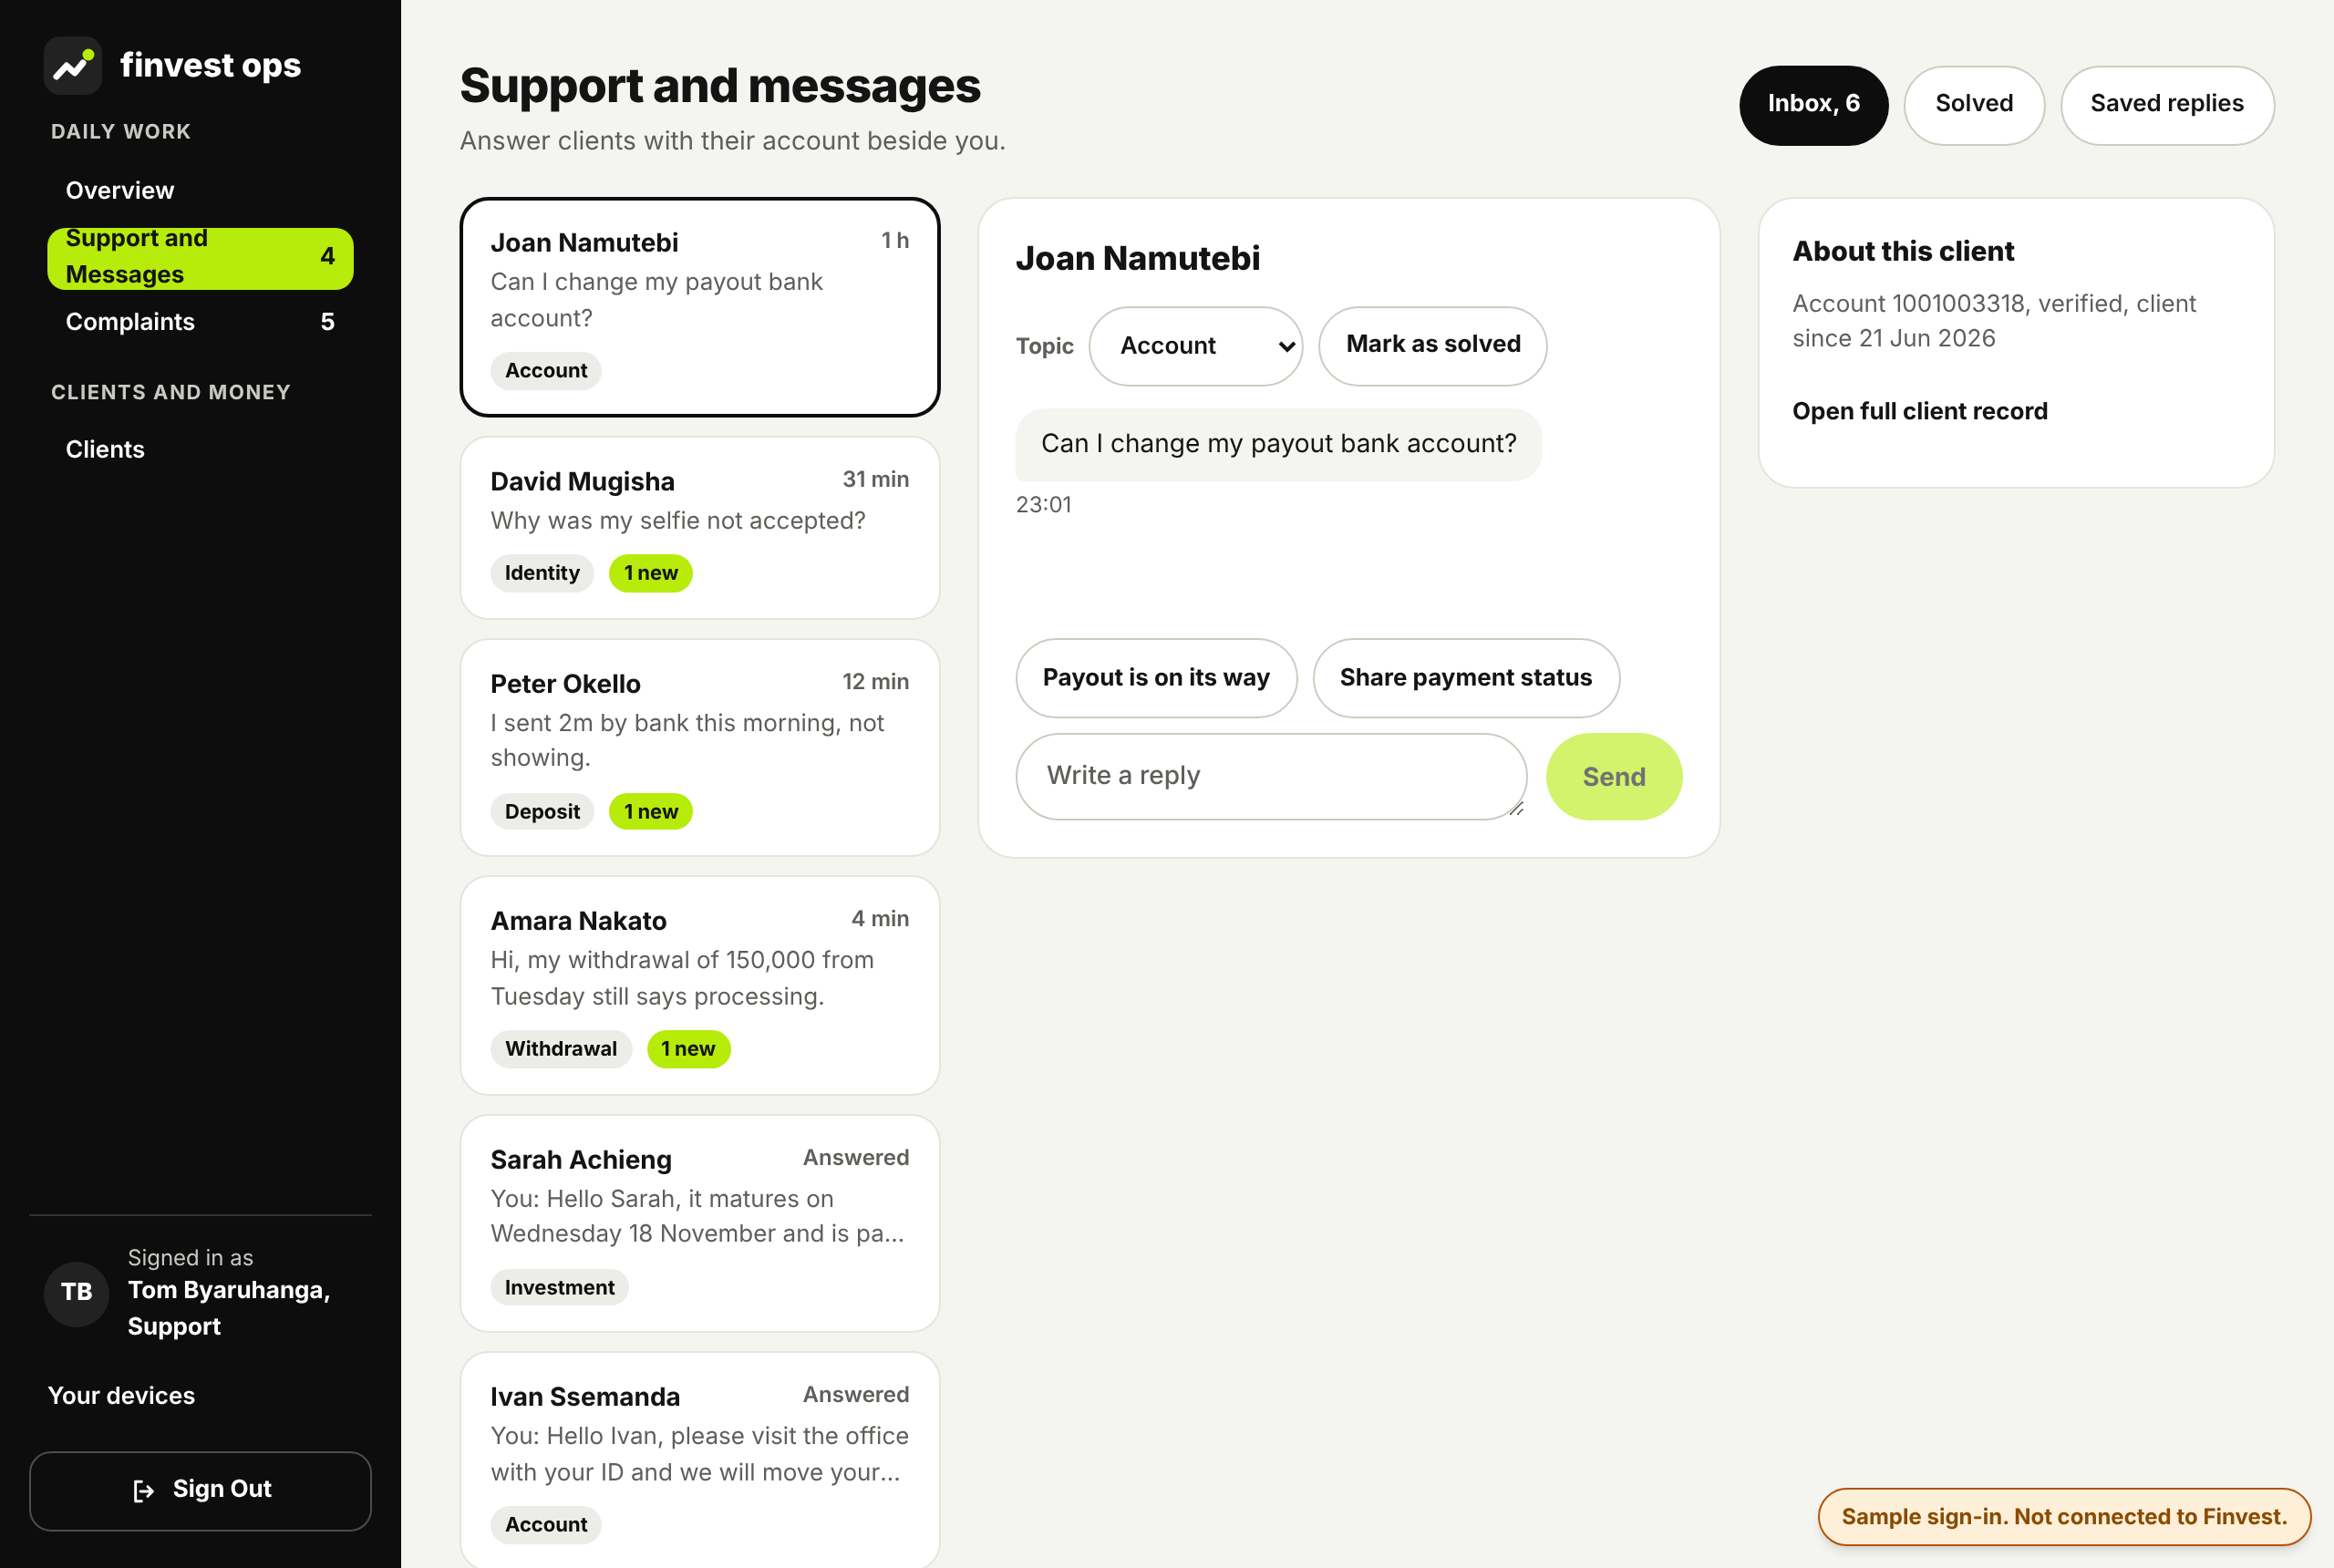 finvest ops
DAILY WORK
Overview
Support and
Messages
4
Complaints
5
CLIENTS AND MONEY
Clients
Signed in as
TB
Tom Byaruhanga,
Support
Your devices
Sign Out
Support and messages
Answer clients with their account beside you.
Inbox, 6
Solved
Saved replies
Joan Namutebi
1 h
Can I change my payout bank
account?
Account
David Mugisha
31 min
Why was my selfie not accepted?
Identity
1 new
Peter Okello
12 min
I sent 2m by bank this morning, not
showing.
Deposit
1 new
Amara Nakato
4 min
Hi, my withdrawal of 150,000 from
Tuesday still says processing.
Withdrawal
1 new
Sarah Achieng
Answered
You: Hello Sarah, it matures on
Wednesday 18 November and is pa...
Investment
Ivan Ssemanda
Answered
You: Hello Ivan, please visit the office
with your ID and we will move your...
Account
Joan Namutebi
Topic
Account
Mark as solved
Can I change my payout bank account?
23:01
Payout is on its way
Share payment status
Write a reply
Send
About this client
Account 1001003318, verified, client
since 21 Jun 2026
Open full client record
Sample sign-in. Not connected to Finvest.